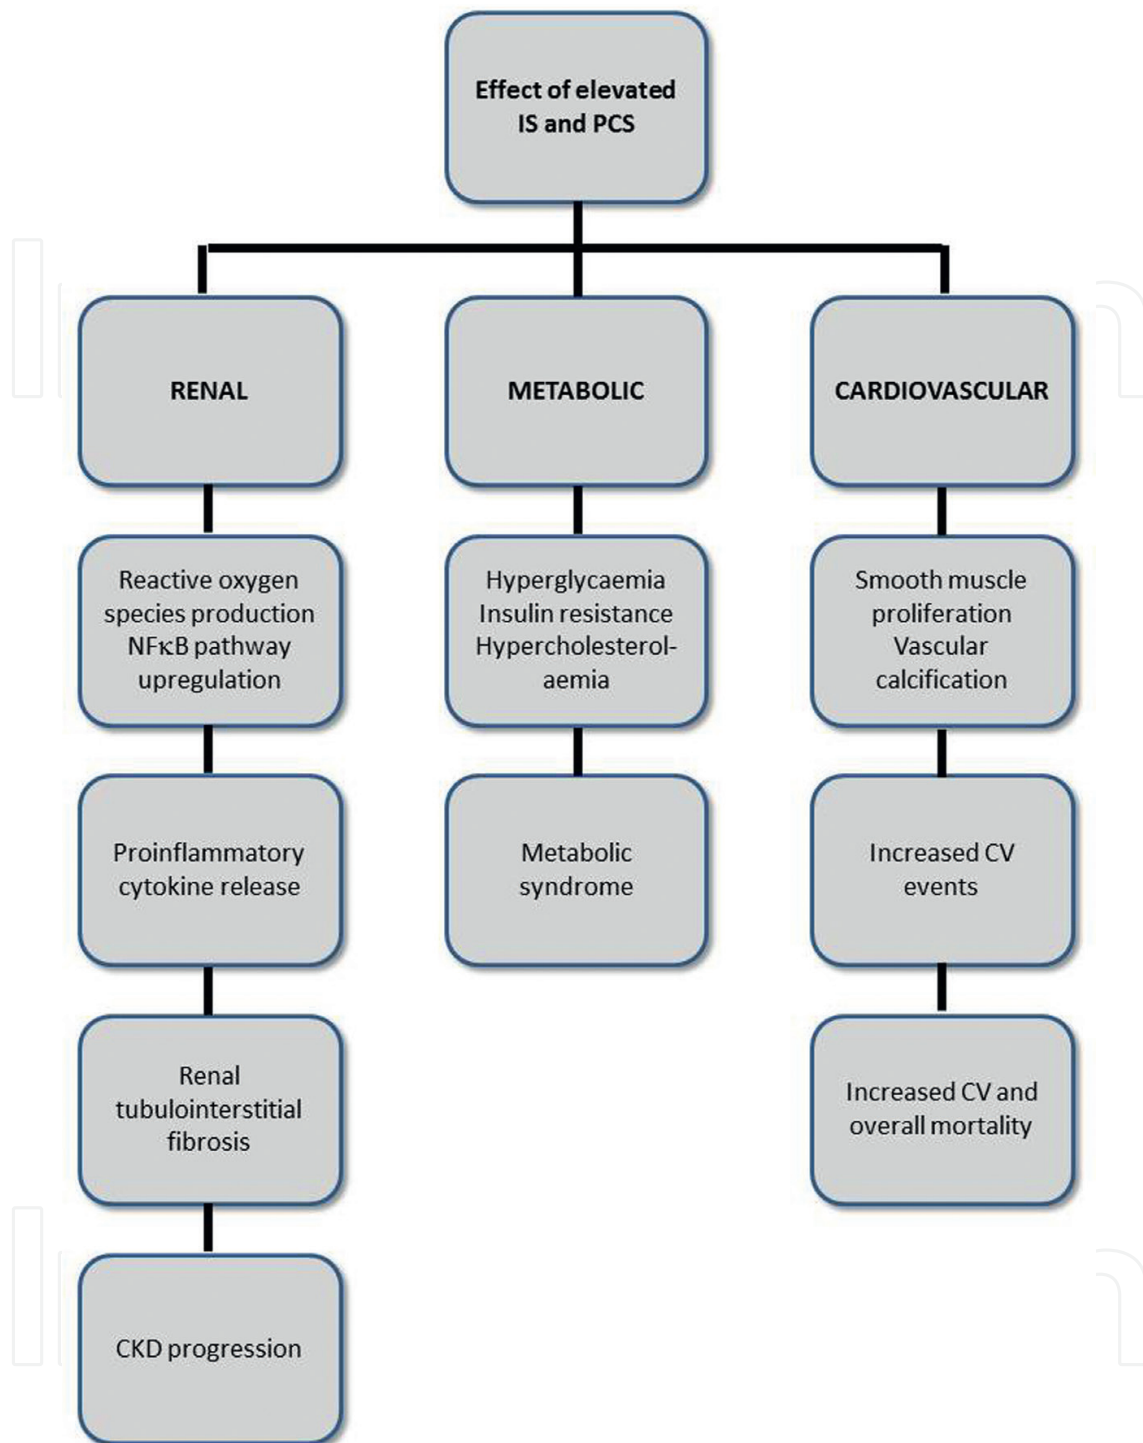 Effect of elevated
IS and PCS
RENAL
METABOLIC
CARDIOVASCULAR
Reactive oxygen
species production
NFκB pathway
upregulation
Hyperglycaemia
Insulin resistance
Hypercholesterol-
aemia
Smooth muscle
proliferation
Vascular
calcification
Proinflammatory
cytokine release
Metabolic
syndrome
Increased CV
events
Renal
tubulointerstitial
fibrosis
Increased CV and
overall mortality
CKD progression